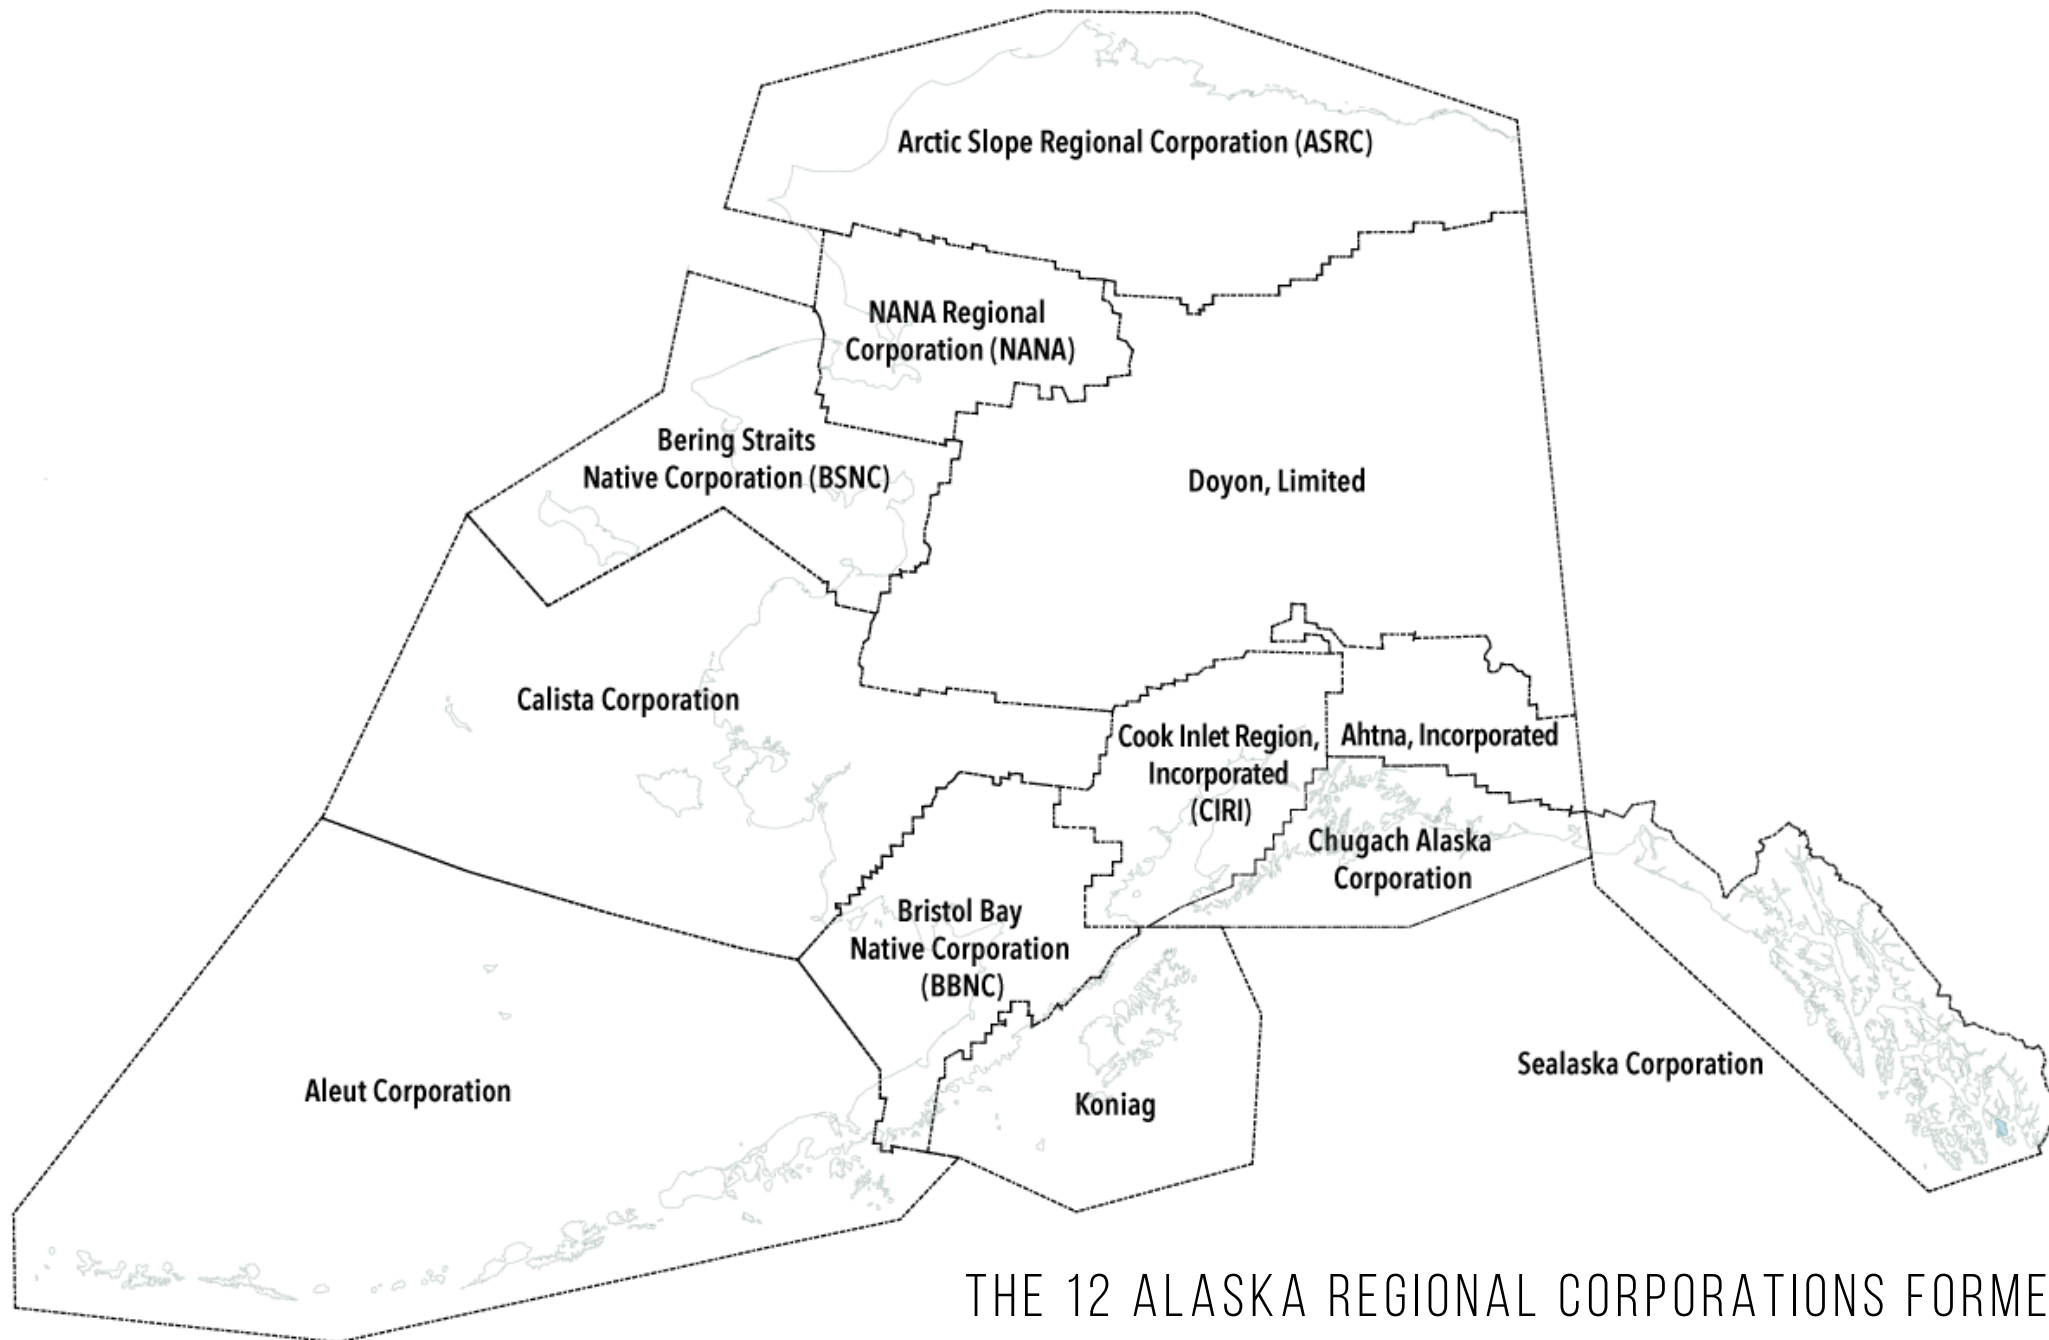 Arctic Slope Regional Corporation (ASRC)
NANA Regional
Corporation (NANA)
Bering Straits
Native Corporation (BSNC)
Doyon, Limited
Calista Corporation
Cook Inlet Region,
Incorporated
(CIRI)
Ahtna, Incorporated
Chugach Alaska
Corporation
Bristol Bay
Native Corporation
(BBNC)
Aleut Corporation
Koniag
Sealaska Corporation
THE 12 ALASKA REGIONAL CORPORATIONS FORME